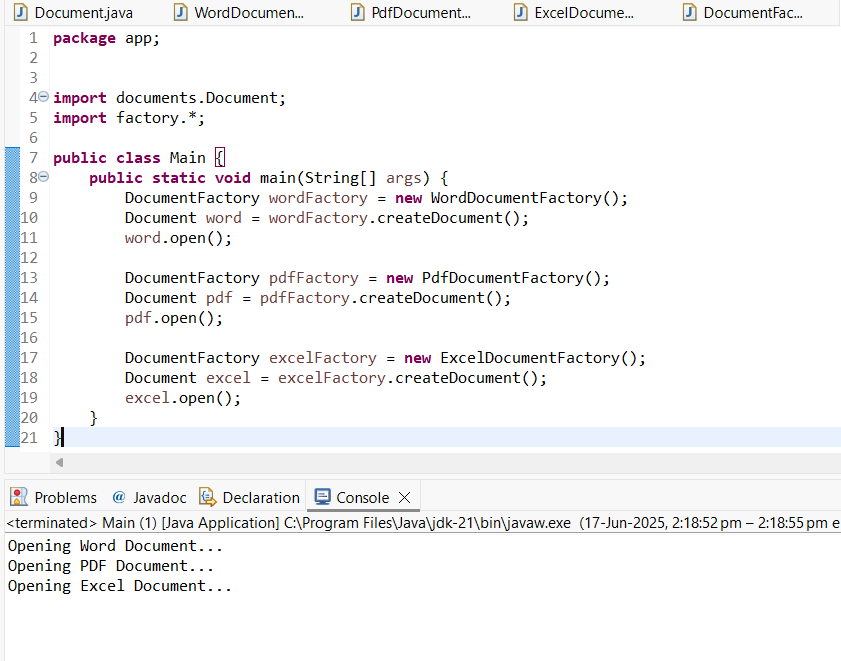 Document.java WordDocumen... PdfDocument... ExcelDocume... DocumentFac...
1 package app;
2
3
4 import documents.Document;
5 import factory.*;
6
7 public class Main {
8 public static void main(String[] args) {
9 DocumentFactory wordFactory = new WordDocumentFactory();
10 Document word = wordFactory.createDocument();
11 word.open();
12
13 DocumentFactory pdfFactory = new PdfDocumentFactory();
14 Document pdf = pdfFactory.createDocument();
15 pdf.open();
16
17 DocumentFactory excelFactory = new ExcelDocumentFactory();
18 Document excel = excelFactory.createDocument();
19 excel.open();
20 }
21 }
Problems @ Javadoc Declaration Console
<terminated> Main (1) [Java Application] C:\Program Files\Java\jdk-21\bin\javaw.exe (17-Jun-2025, 2:18:52 pm – 2:18:55 pm e
Opening Word Document...
Opening PDF Document...
Opening Excel Document...